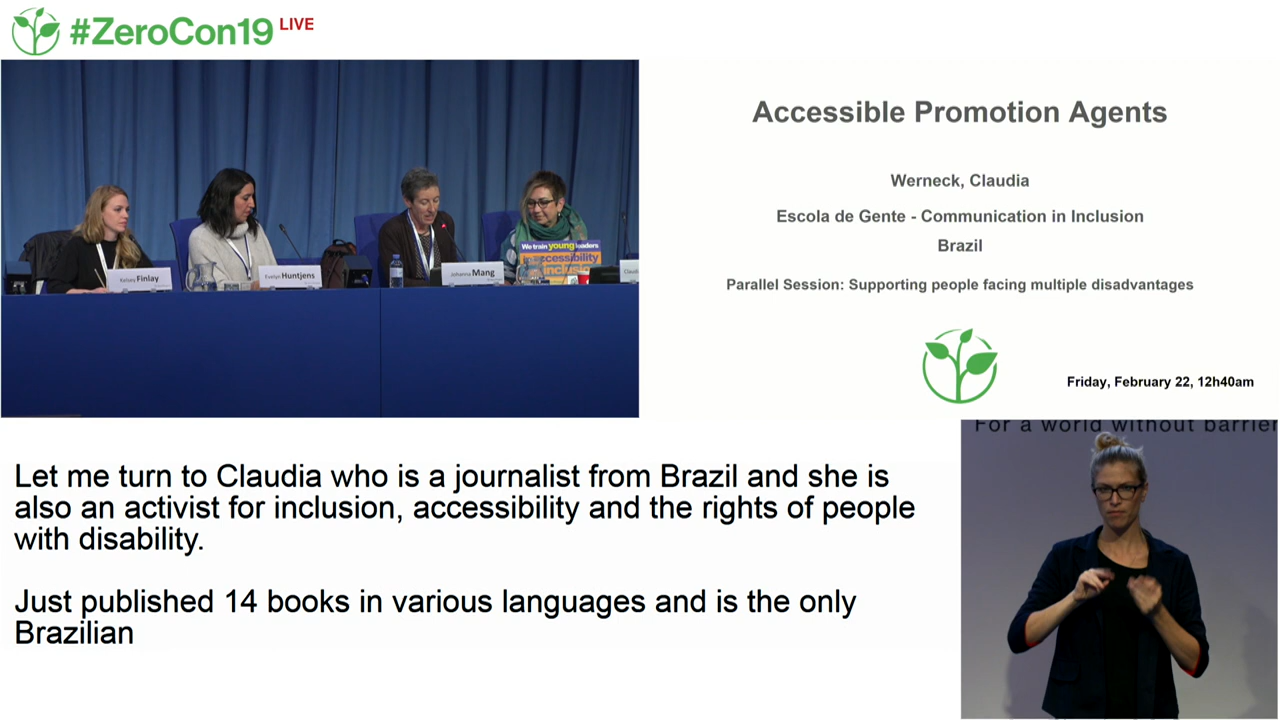 #ZeroCon19 LIVE
Accessible Promotion Agents
Werneck, Claudia
Escola de Gente - Communication in Inclusion
Brazil
Parallel Session: Supporting people facing multiple disadvantages
Friday, February 22, 12h40am
We train young leaders
in accessibility
Kelsey Finlay
Evelyn Huntjens
Johanna Mang
For a world without barrier
Let me turn to Claudia who is a journalist from Brazil and she is
also an activist for inclusion, accessibility and the rights of people
with disability.
Just published 14 books in various languages and is the only
Brazilian